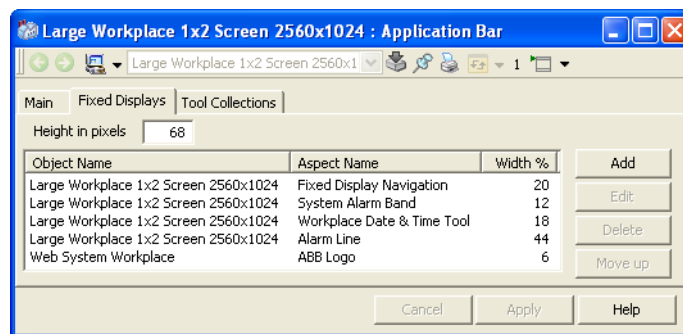 Large Workplace 1x2 Screen 2560x1024 : Application Bar
Large Workplace 1x2 Screen 2560x1 1
Main Fixed Displays Tool Collections
Height in pixels 68
Object Name Aspect Name Width % Add
Large Workplace 1x2 Screen 2560x1024 Fixed Display Navigation 20
Large Workplace 1x2 Screen 2560x1024 System Alarm Band 12 Edit
Large Workplace 1x2 Screen 2560x1024 Workplace Date & Time Tool 18
Large Workplace 1x2 Screen 2560x1024 Alarm Line 44 Delete
Web System Workplace ABB Logo 6 Move up
Cancel Apply Help